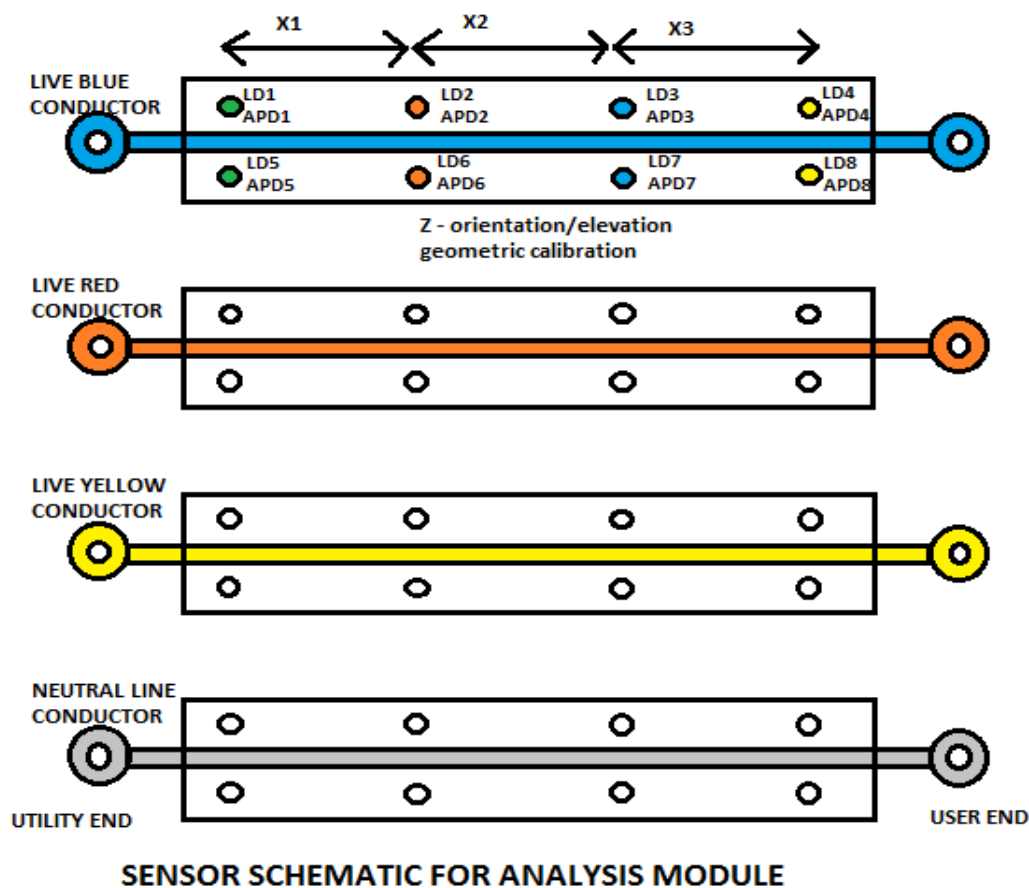 X1
X2
X3
LIVE BLUE
CONDUCTOR
LD1
APD1
LD2
APD2
LD3
APD3
LD4
APD4
LD5
APD5
LD6
APD6
LD7
APD7
LD8
APD8
Z - orientation/elevation
geometric calibration
LIVE RED
CONDUCTOR
LIVE YELLOW
CONDUCTOR
NEUTRAL LINE
CONDUCTOR
UTILITY END
USER END
SENSOR SCHEMATIC FOR ANALYSIS MODULE